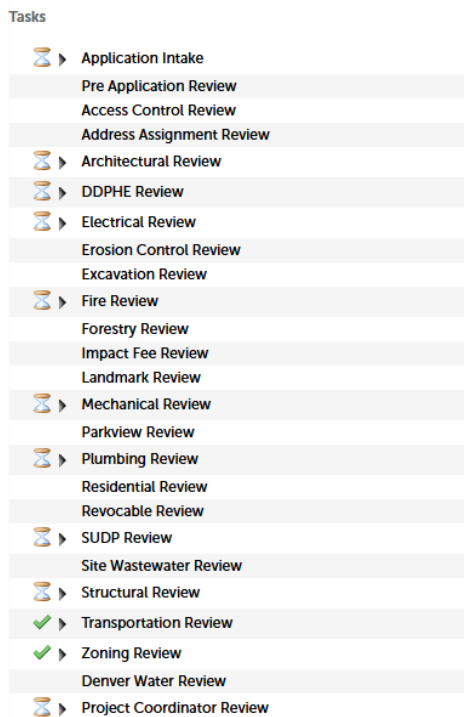 Tasks
Application Intake
Pre Application Review
Access Control Review
Address Assignment Review
Architectural Review
DDPHE Review
Electrical Review
Erosion Control Review
Excavation Review
Fire Review
Forestry Review
Impact Fee Review
Landmark Review
Mechanical Review
Parkview Review
Plumbing Review
Residential Review
Revocable Review
SUDP Review
Site Wastewater Review
Structural Review
Transportation Review
Zoning Review
Denver Water Review
Project Coordinator Review